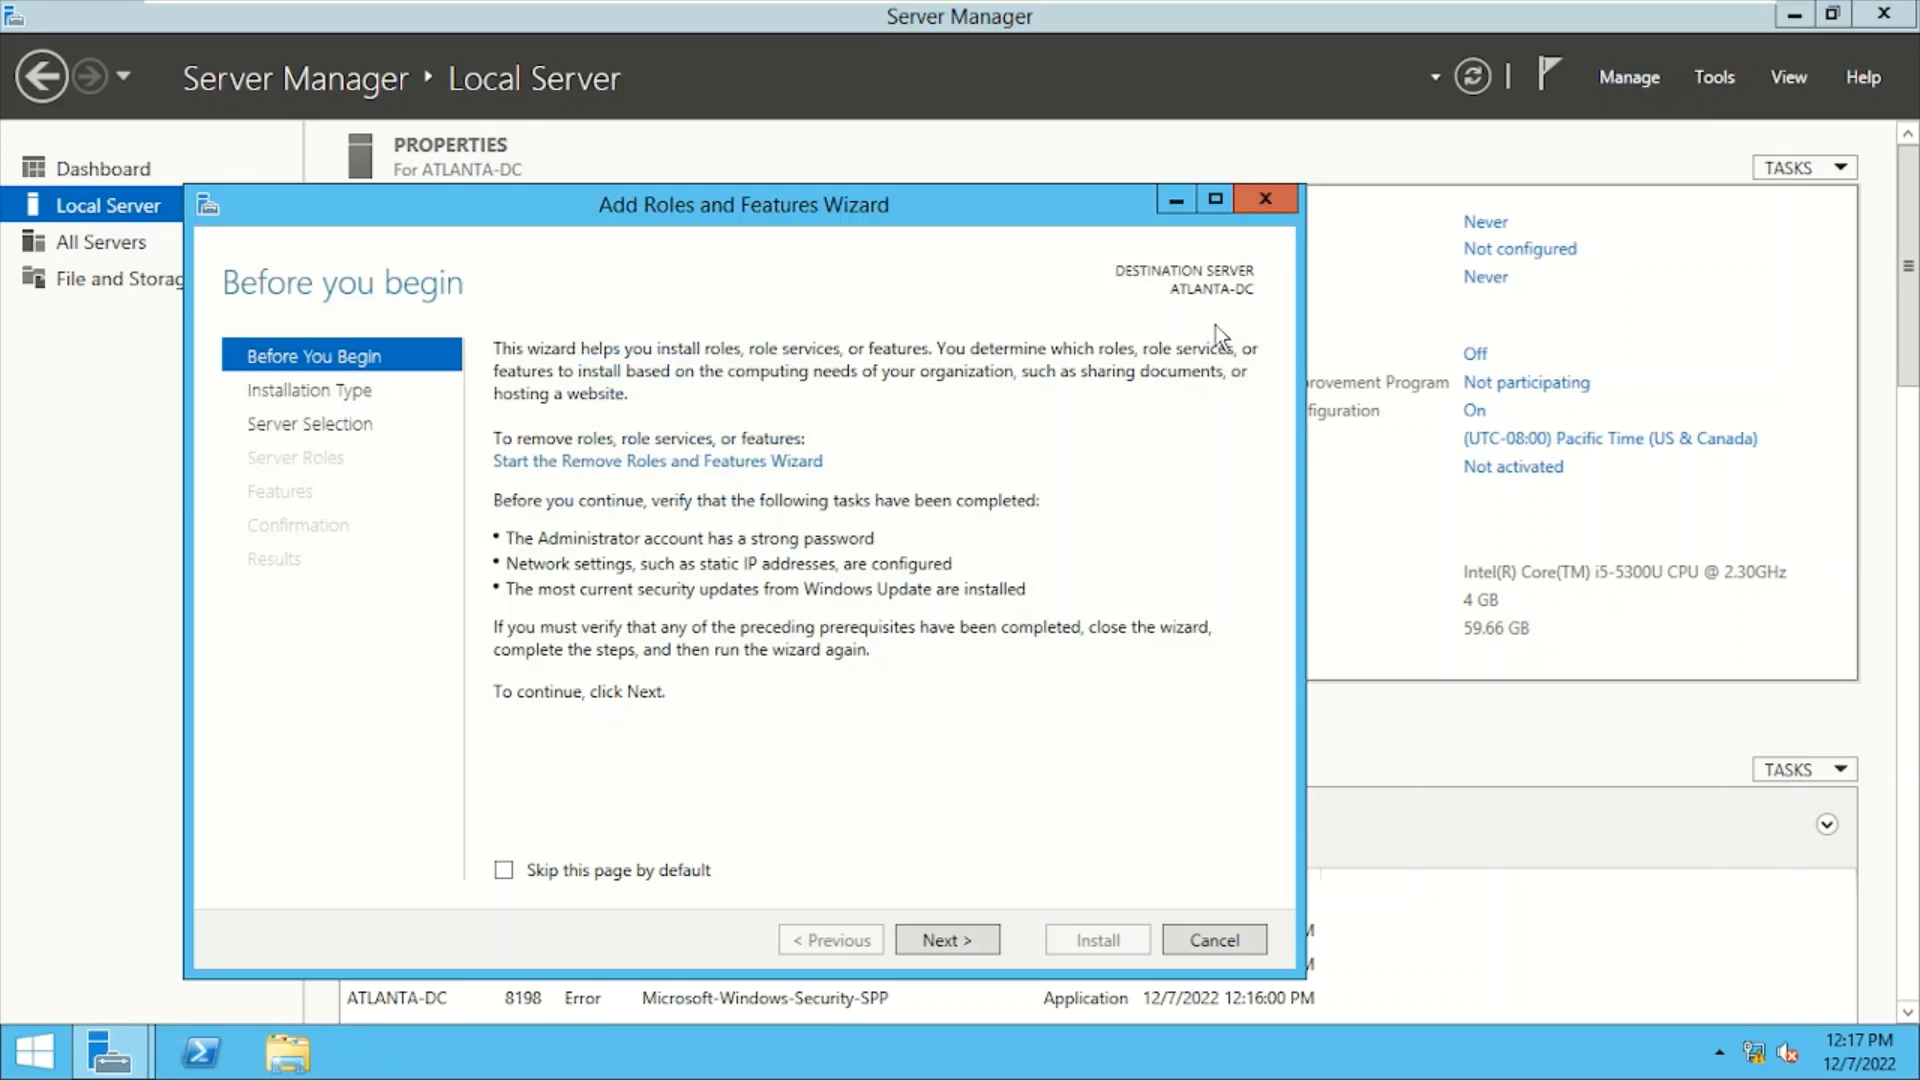 Server Manager
Server Manager ‣ Local Server
Manage
Tools
View
Help
Dashboard
Local Server
All Servers
File and Storag
PROPERTIES
For ATLANTA-DC
TASKS
Add Roles and Features Wizard
Before you begin
DESTINATION SERVER
ATLANTA-DC
Before You Begin
Installation Type
Server Selection
Server Roles
Features
Confirmation
Results
This wizard helps you install roles, role services, or features. You determine which roles, role services, or
features to install based on the computing needs of your organization, such as sharing documents, or
hosting a website.
To remove roles, role services, or features:
Start the Remove Roles and Features Wizard
Before you continue, verify that the following tasks have been completed:
• The Administrator account has a strong password
• Network settings, such as static IP addresses, are configured
• The most current security updates from Windows Update are installed
If you must verify that any of the preceding prerequisites have been completed, close the wizard,
complete the steps, and then run the wizard again.
To continue, click Next.
Skip this page by default
< Previous
Next >
Install
Cancel
Never
Not configured
Never
Off
provement Program Not participating
figuration On
(UTC-08:00) Pacific Time (US & Canada)
Not activated
Intel(R) Core(TM) i5-5300U CPU @ 2.30GHz
4 GB
59.66 GB
TASKS
M
M
ATLANTA-DC 8198 Error Microsoft-Windows-Security-SPP Application 12/7/2022 12:16:00 PM
12:17 PM
12/7/2022